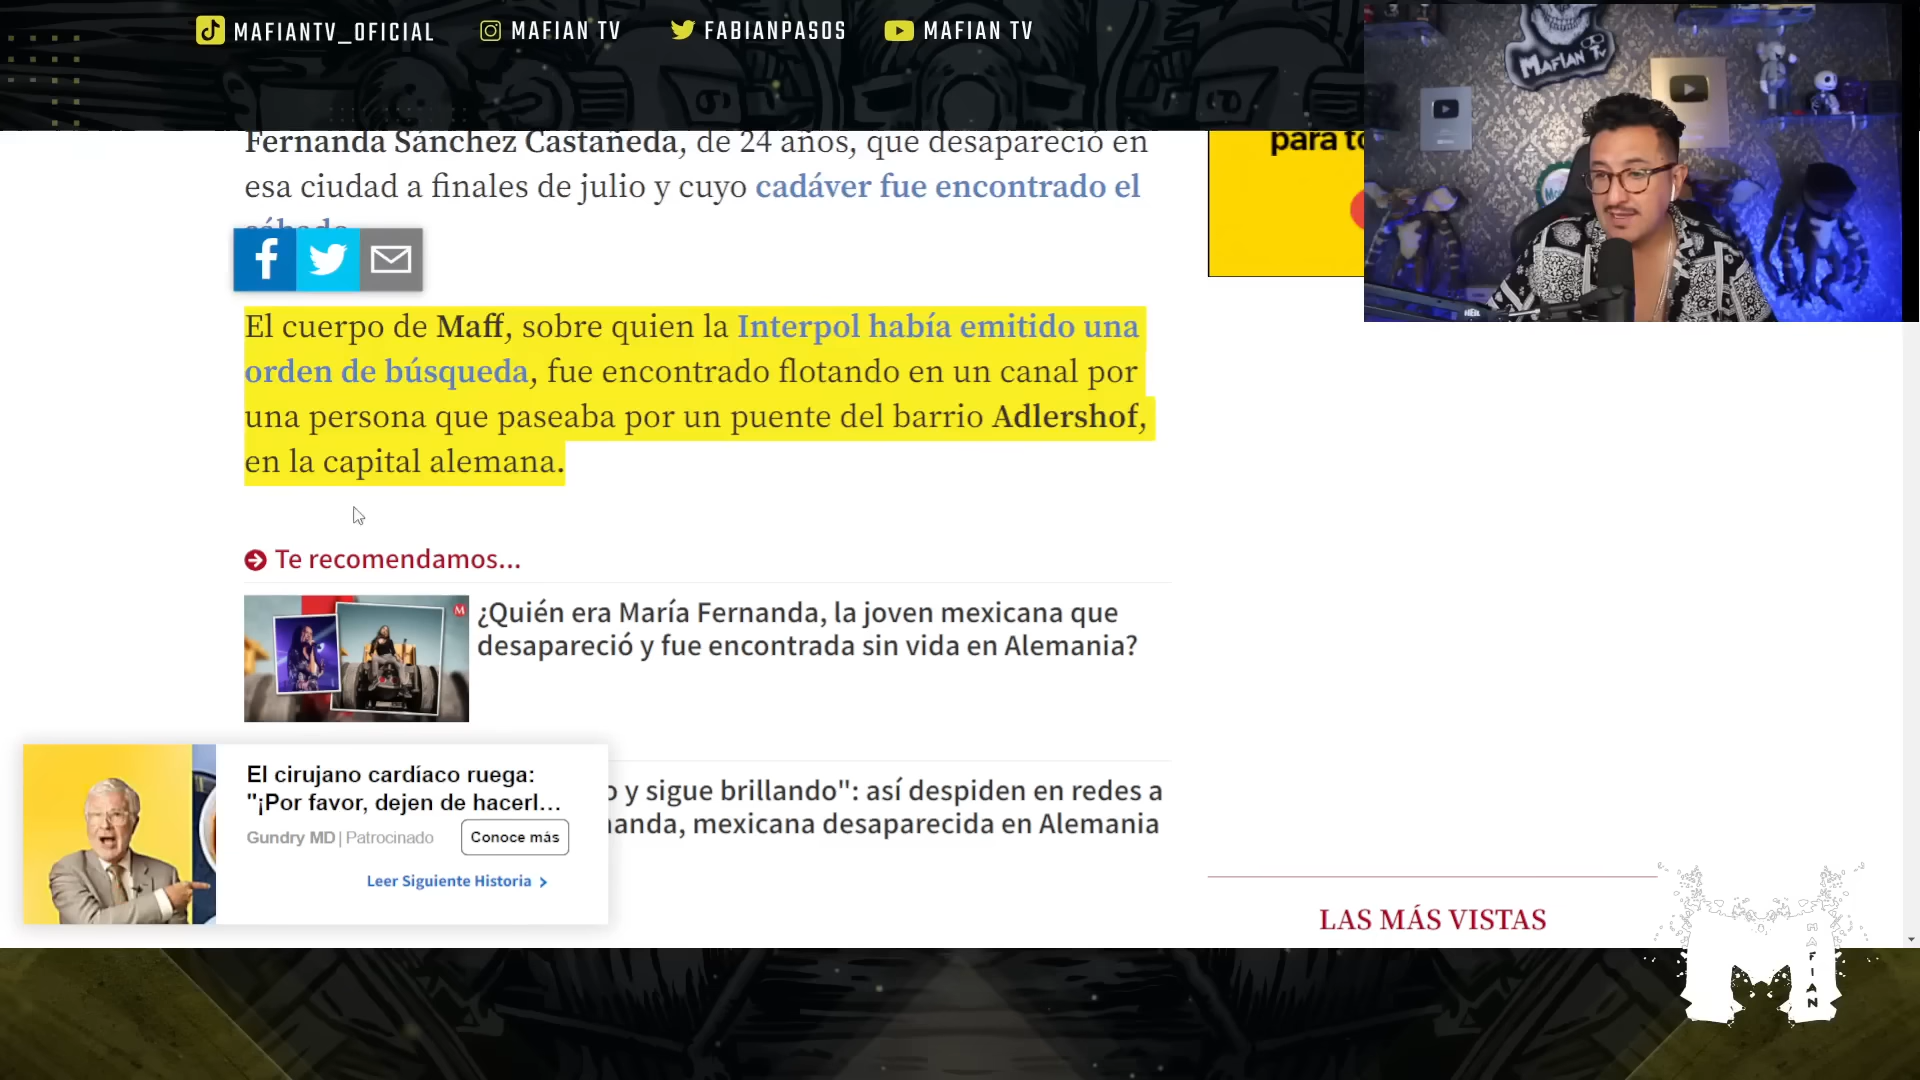 MAFIANTV_OFICIAL
MAFIAN TV
FABIANPASOS
MAFIAN TV
MAFIAN TV
para to
Fernanda Sánchez Castañeda, de 24 años, que desapareció en
esa ciudad a finales de julio y cuyo cadáver fue encontrado el
sábado
El cuerpo de Maff, sobre quien la Interpol había emitido una
orden de búsqueda, fue encontrado flotando en un canal por
una persona que paseaba por un puente del barrio Adlershof,
en la capital alemana.
Te recomendamos...
M
¿Quién era María Fernanda, la joven mexicana que
desapareció y fue encontrada sin vida en Alemania?
o y sigue brillando": así despiden en redes a
anda, mexicana desaparecida en Alemania
El cirujano cardíaco ruega:
"¡Por favor, dejen de hacerl...
Gundry MD | Patrocinado
Conoce más
Leer Siguiente Historia
LAS MÁS VISTAS
M
MAFIAN